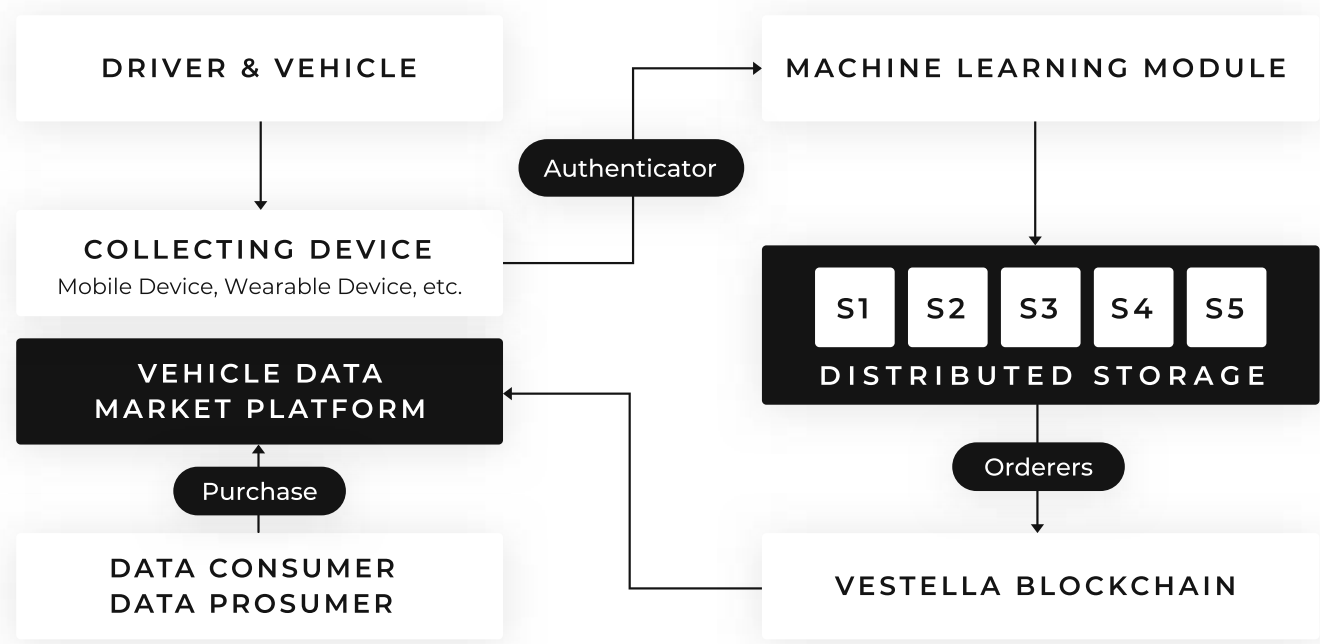 DRIVER & VEHICLE
COLLECTING DEVICE
Mobile Device, Wearable Device, etc.
VEHICLE DATA
MARKET PLATFORM
Purchase
DATA CONSUMER
DATA PROSUMER
Authenticator
MACHINE LEARNING MODULE
S1 S2 S3 S4 S5
DISTRIBUTED STORAGE
Orderers
VESTELLA BLOCKCHAIN